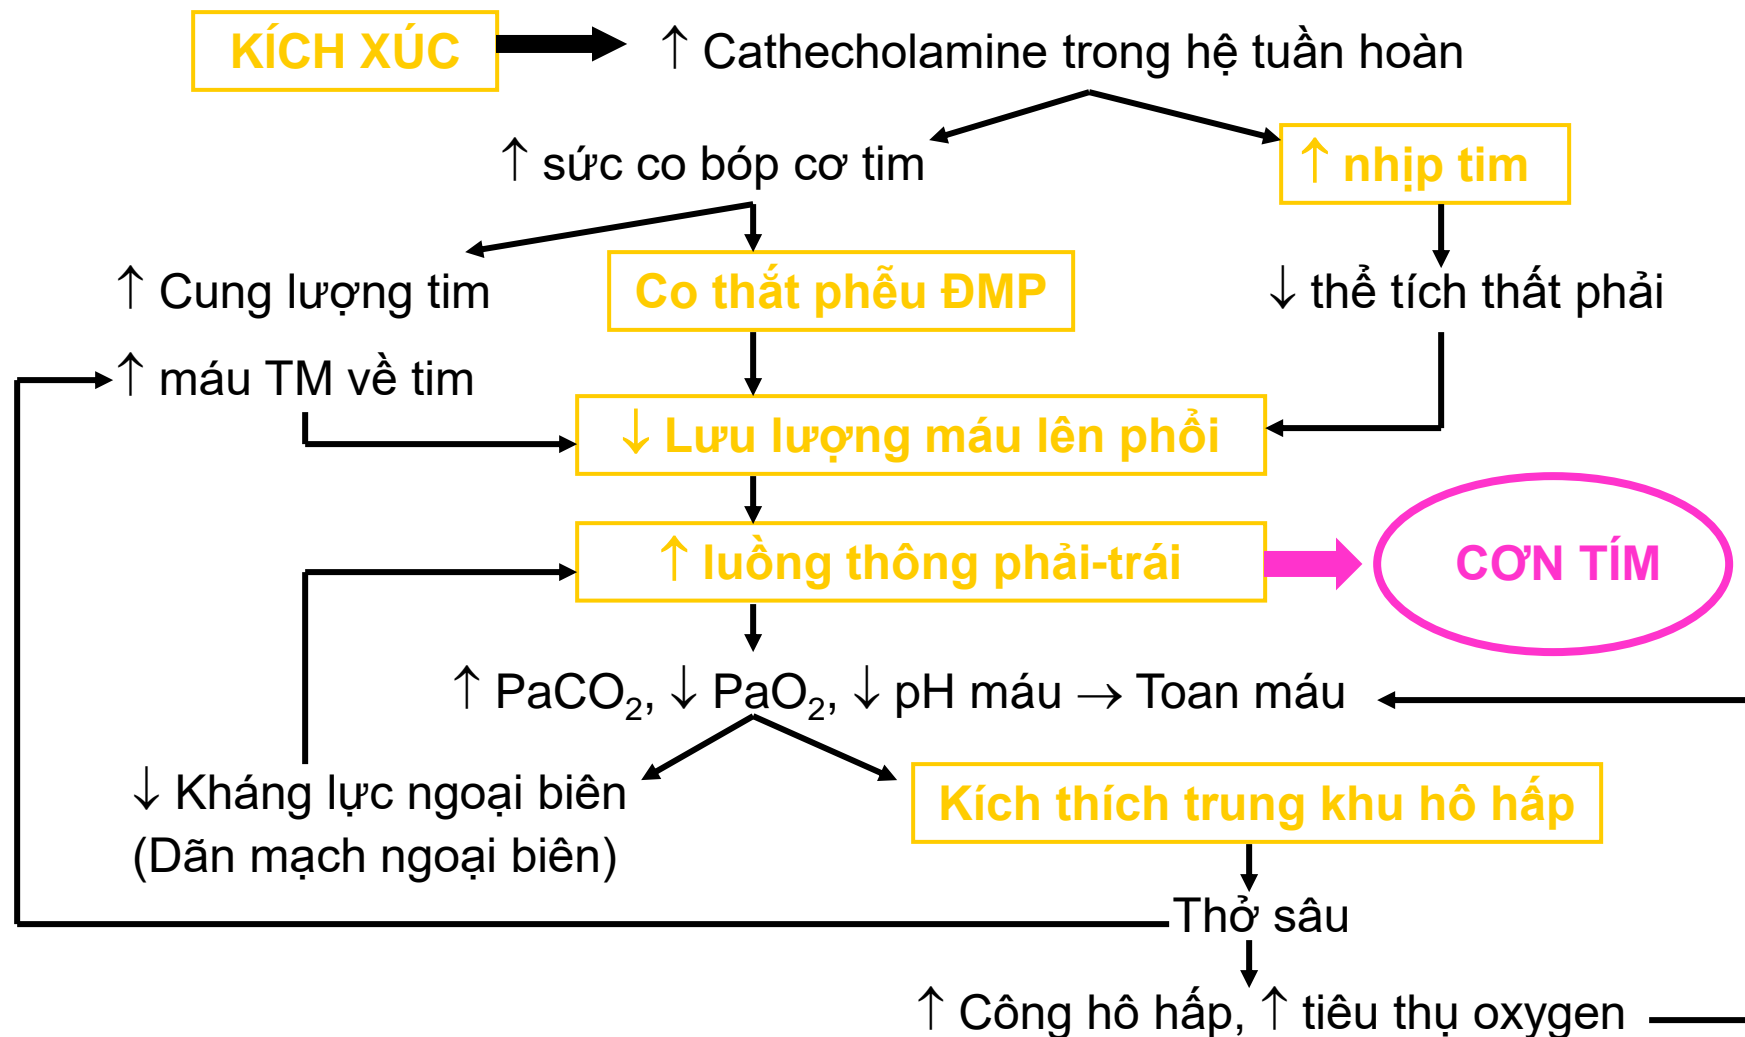 KÍCH XÚC
↑ Cathecholamine trong hệ tuần hoàn
↑ sức co bóp cơ tim
↑ nhịp tim
↑ Cung lượng tim
Co thắt phễu ĐMP
↓ thể tích thất phải
↑ máu TM về tim
↓ Lưu lượng máu lên phổi
↑ luồng thông phải-trái
CƠN TÍM
↑ PaCO₂, ↓ PaO₂, ↓ pH máu → Toan máu
↓ Kháng lực ngoại biên
(Dãn mạch ngoại biên)
Kích thích trung khu hô hấp
Thở sâu
↑ Công hô hấp, ↑ tiêu thụ oxygen